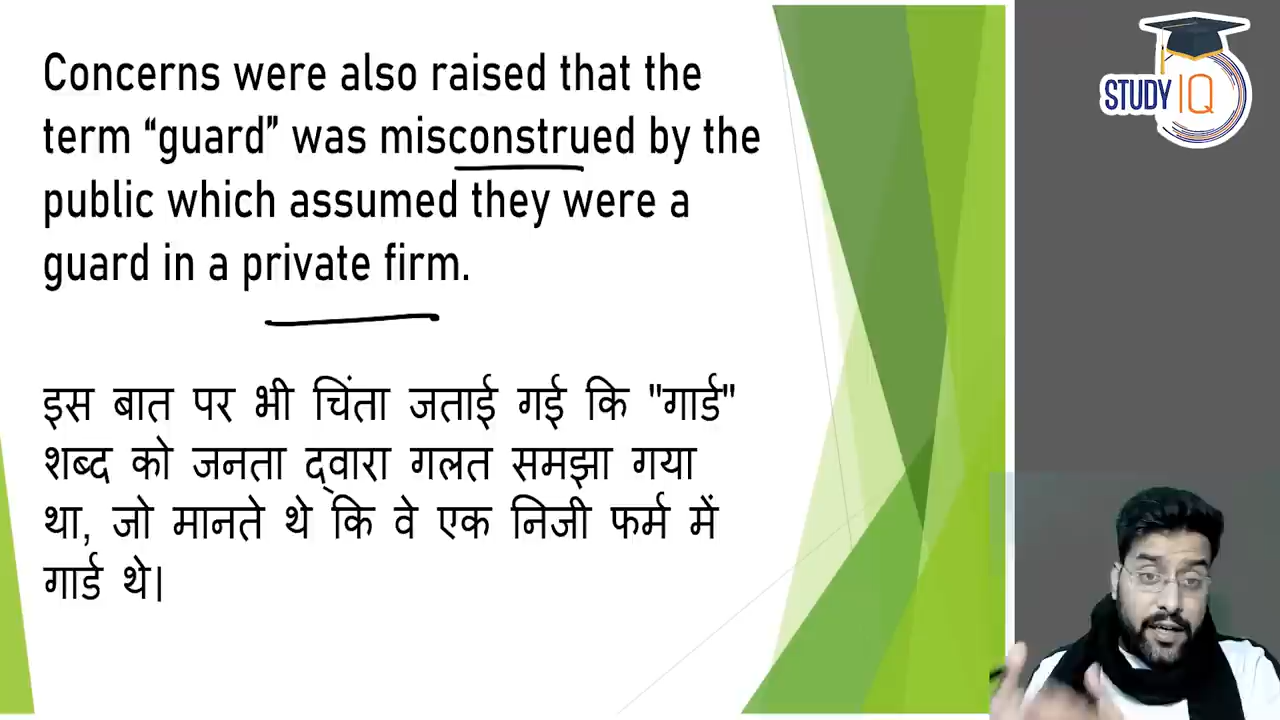 Concerns were also raised that the
term “guard” was misconstrued by the
public which assumed they were a
guard in a private firm.
इस बात पर भी चिंता जताई गई कि "गार्ड"
शब्द को जनता द्वारा गलत समझा गया
था, जो मानते थे कि वे एक निजी फर्म में
गार्ड थे।
STUDY IQ